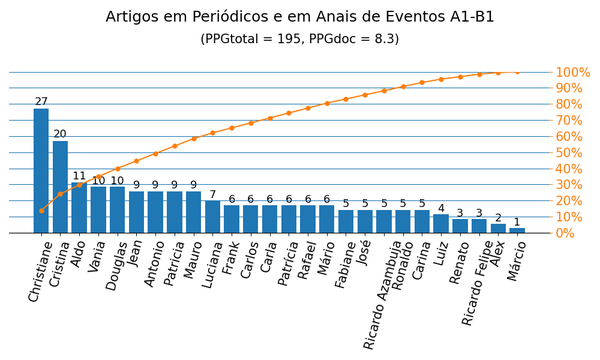 Artigos em Periódicos e em Anais de Eventos A1-B1
(PPGtotal = 195, PPGdoc = 8.3)
27
20
11
10
10
9
9
9
9
7
6
6
6
6
6
6
5
5
5
5
5
4
3
3
2
1
100%
90%
80%
70%
60%
50%
40%
30%
20%
10%
0%
Christiane
Cristina
Aldo
Vania
Douglas
Jean
Antonio
Patricia
Mauro
Luciana
Frank
Carlos
Carla
Patrícia
Rafael
Mário
Fabiane
José
Ricardo Azambuja
Ronaldo
Carina
Luiz
Renato
Ricardo Felipe
Alex
Márcio